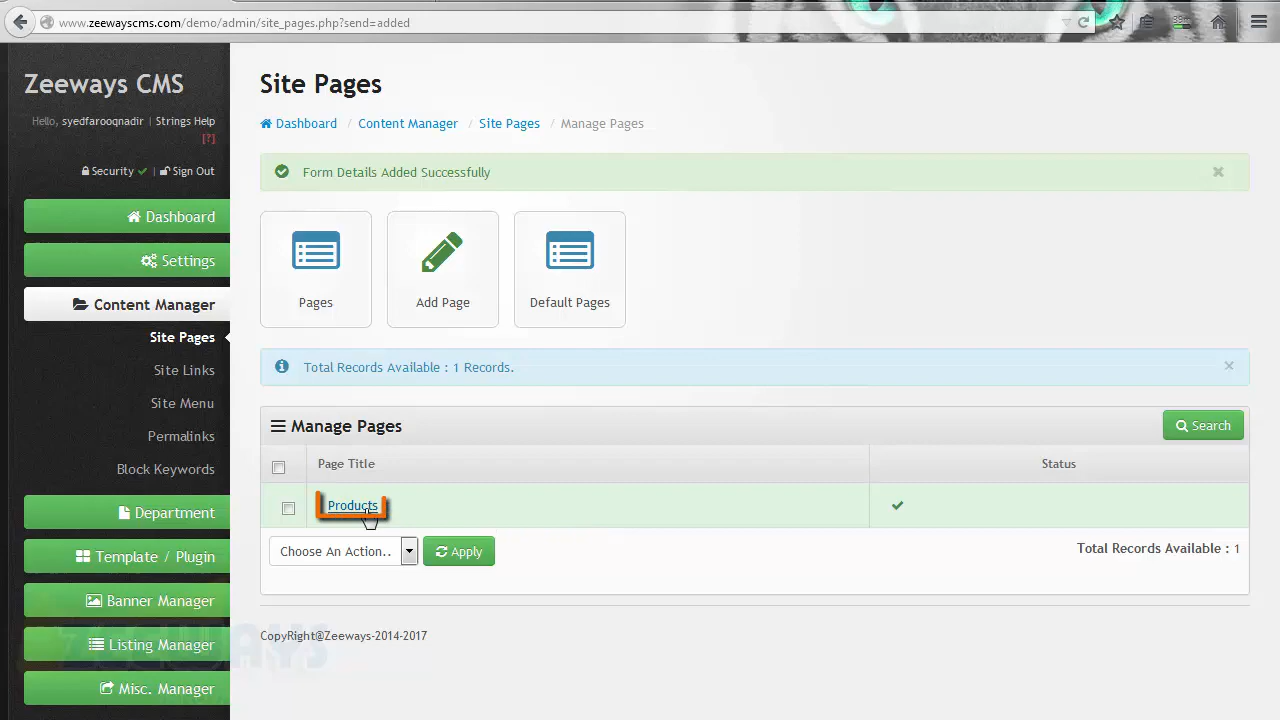 www.zeewayscms.com/demo/admin/site_pages.php?send=added
Zeeways CMS
Hello, syedfarooqnadir | Strings Help
[?]
Security | Sign Out
Dashboard
Settings
Content Manager
Site Pages
Site Links
Site Menu
Permalinks
Block Keywords
Department
Template / Plugin
Banner Manager
Listing Manager
Misc. Manager
Site Pages
Dashboard / Content Manager / Site Pages / Manage Pages
Form Details Added Successfully
Pages
Add Page
Default Pages
Total Records Available : 1 Records.
Manage Pages
Search
Page Title
Status
Products
Choose An Action..
Apply
Total Records Available : 1
CopyRight@Zeeways-2014-2017
ZEEWAYS